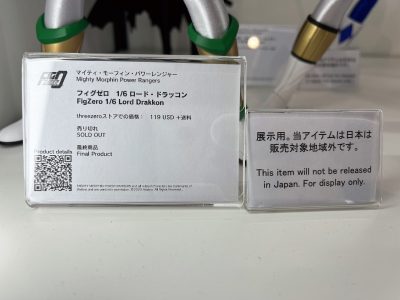 マイティ・モーフィン・パワーレンジャー
Mighty Morphin Power Rangers
フィグゼロ 1/6 ロード・ドラッコン
FigZero 1/6 Lord Drakkon
threezeroストアでの価格： 119 USD +送料
売り切れ
SOLD OUT
最終商品
Final Product
Product details
展示用。当アイテムは日本は
販売対象地域外です。
This item will not be released
in Japan. For display only.